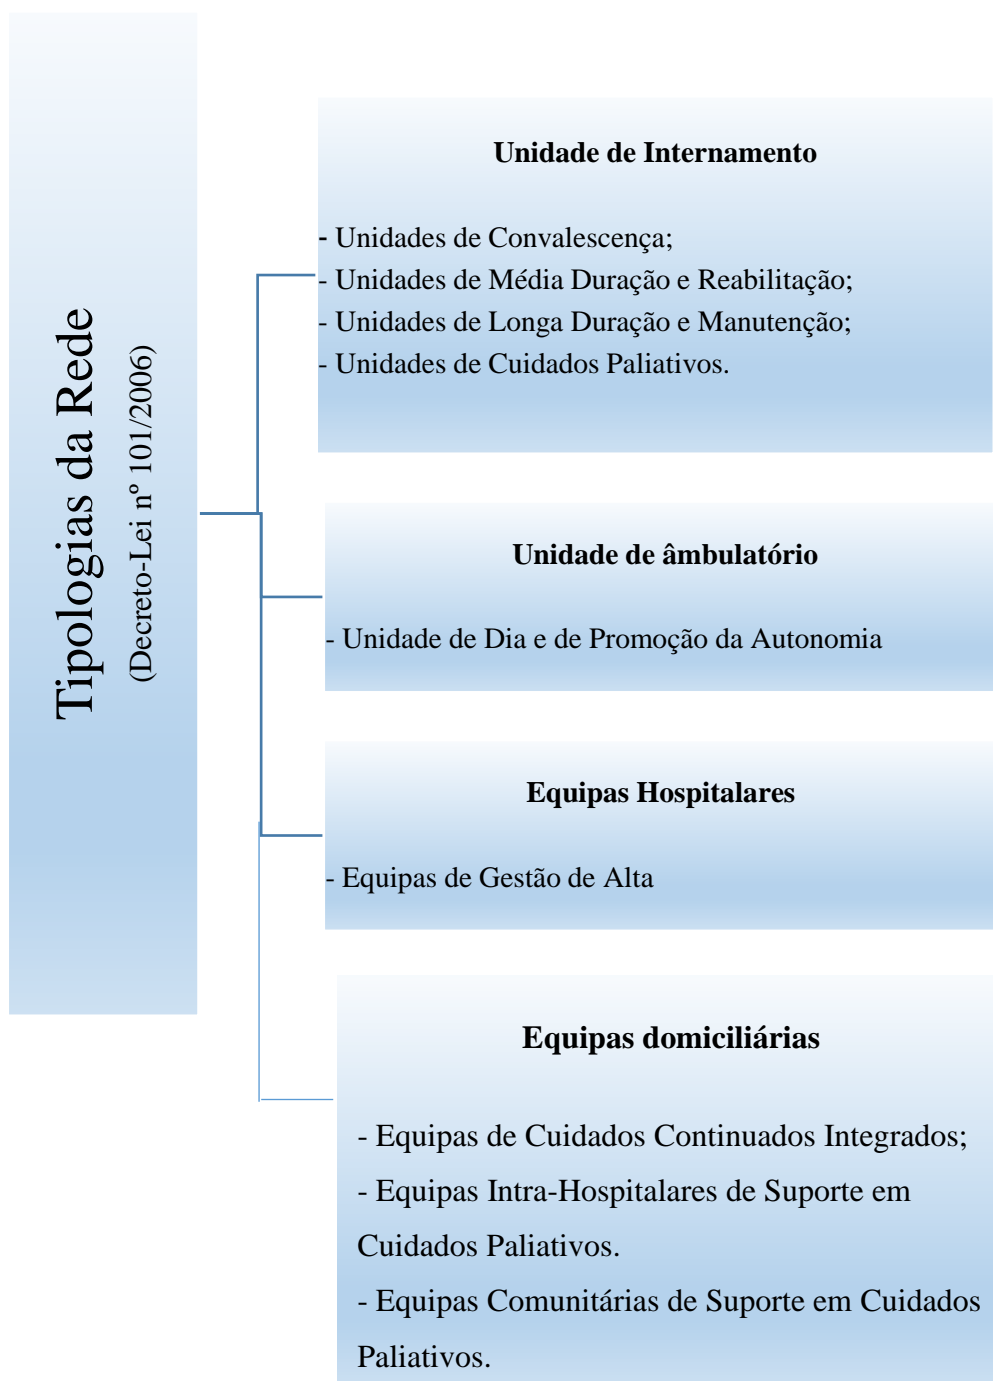 Tipologias da Rede
(Decreto-Lei nº 101/2006)
Unidade de Internamento
- Unidades de Convalescença;
- Unidades de Média Duração e Reabilitação;
- Unidades de Longa Duração e Manutenção;
- Unidades de Cuidados Paliativos.
Unidade de âmbulatório
- Unidade de Dia e de Promoção da Autonomia
Equipas Hospitalares
- Equipas de Gestão de Alta
Equipas domiciliárias
- Equipas de Cuidados Continuados Integrados;
- Equipas Intra-Hospitalares de Suporte em
Cuidados Paliativos.
- Equipas Comunitárias de Suporte em Cuidados
Paliativos.